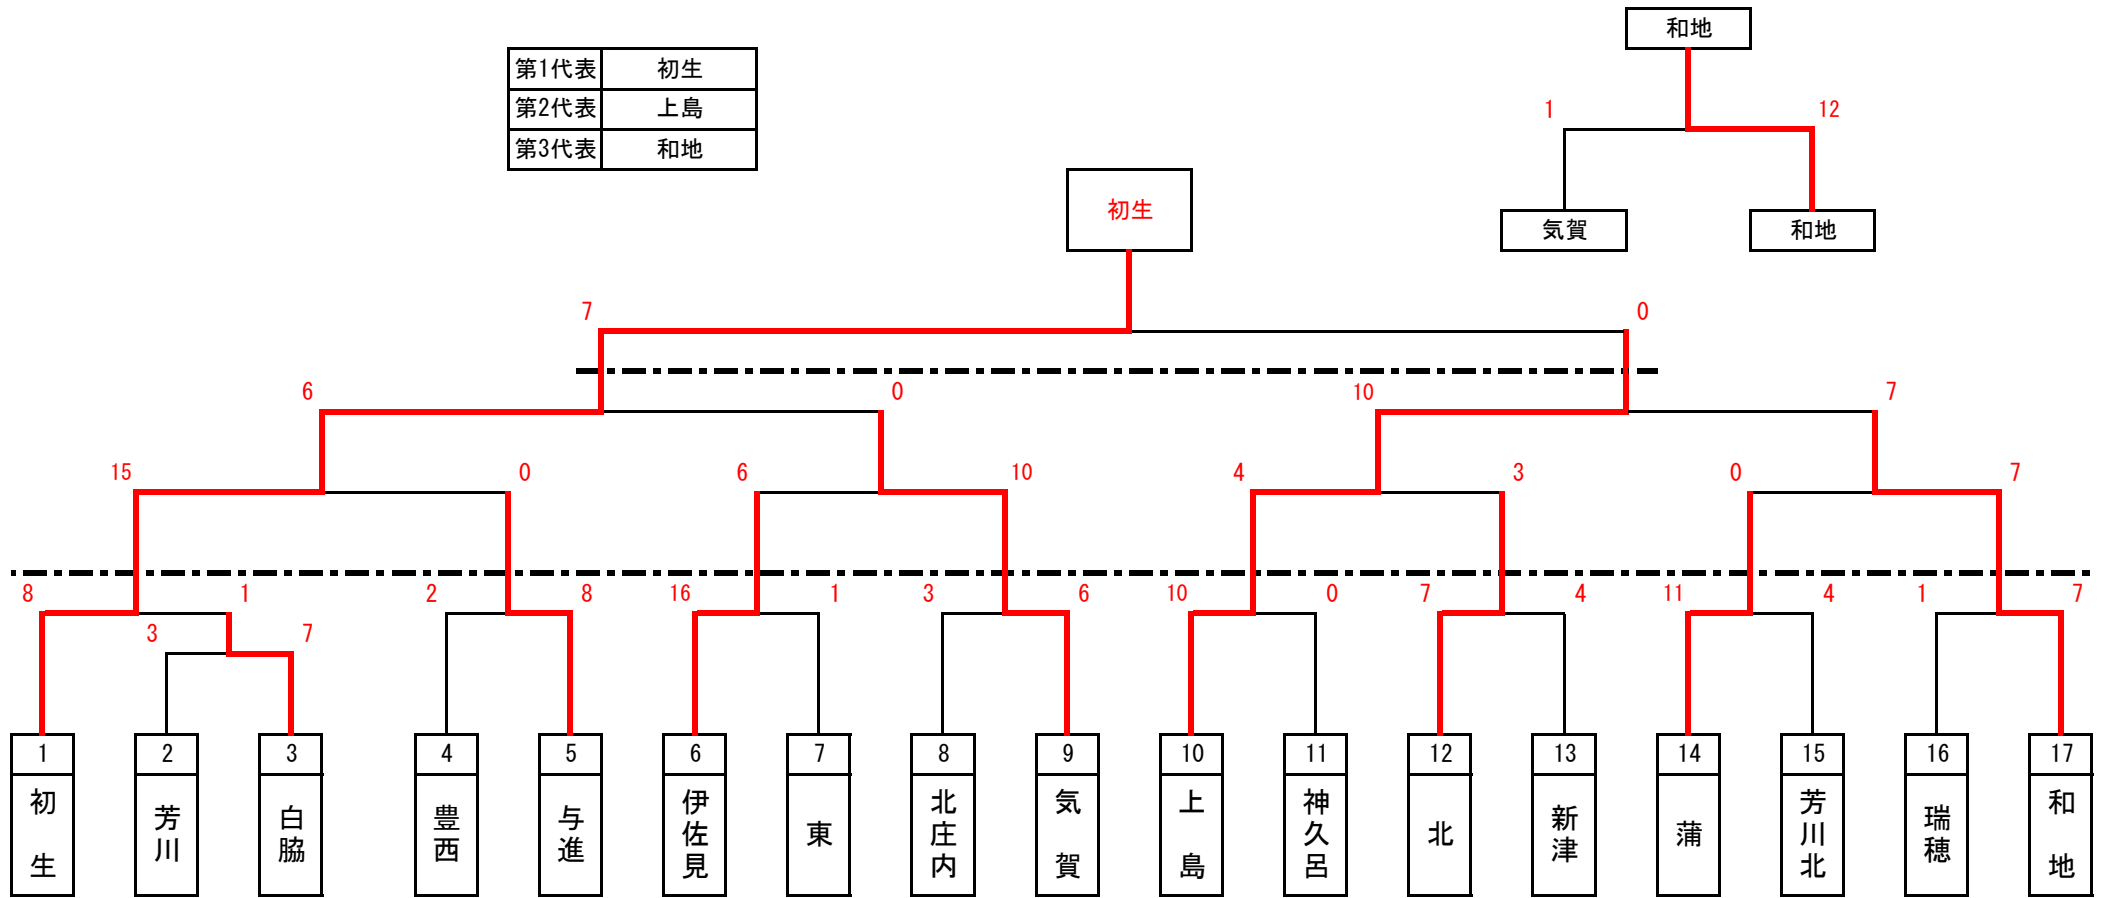 和地
第1代表 初生
第2代表 上島
第3代表 和地
1 12
初生
気賀 和地
7 0
6 0 10 7
15 0 6 10 4 3 0 7
8 1 2 8 16 1 3 6 10 0 7 4 11 4 1 7
3 7
1 2 3 4 5 6 7 8 9 10 11 12 13 14 15 16 17
初生 芳川 白脇 豊西 与進 伊佐見 東 北庄内 気賀 上島 神久呂 北 新津 蒲 芳川北 瑞穂 和地